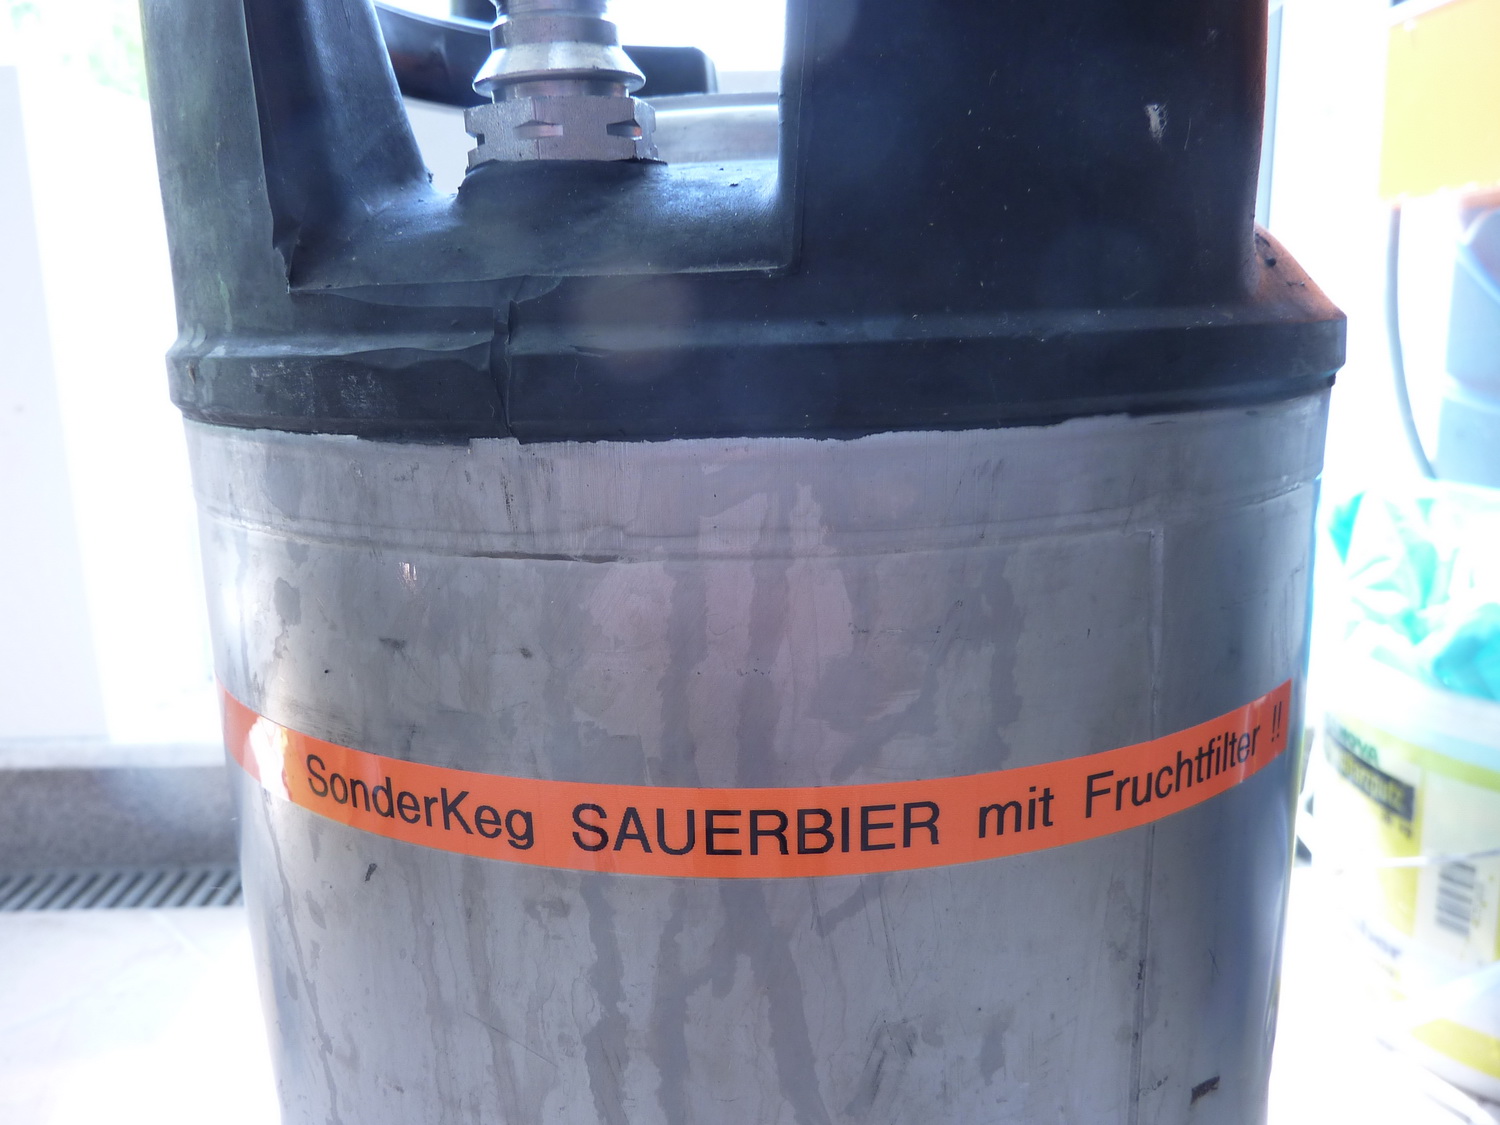 SonderKeg SAUERBIER mit Fruchtfilter !!